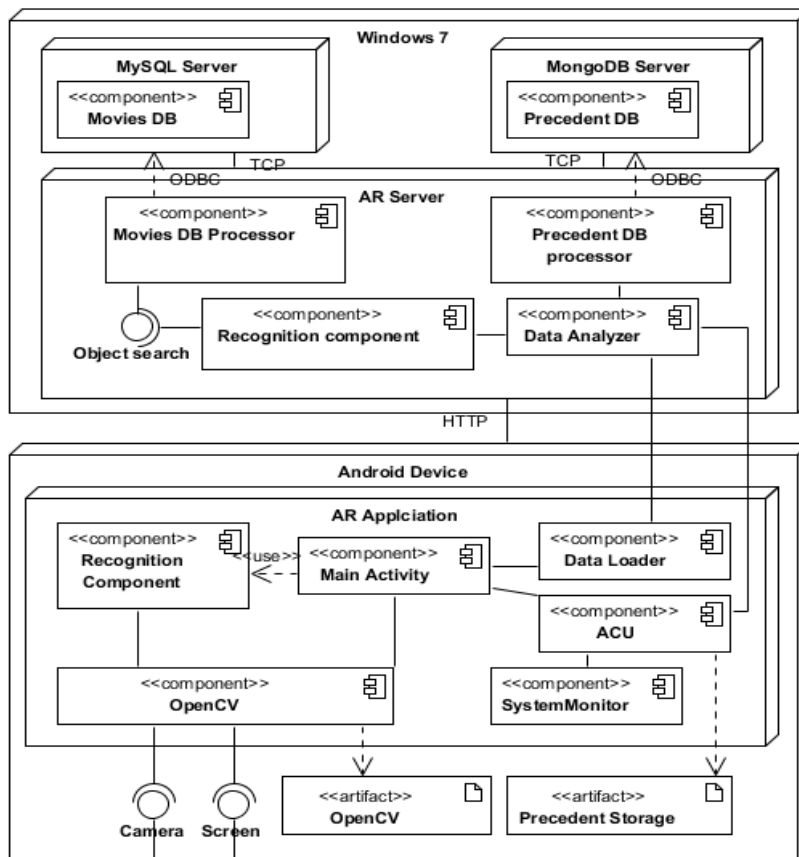 Windows 7
MySQL Server
MongoDB Server
<<component>>
Movies DB
<<component>>
Precedent DB
TCP
TCP
ODBC
ODBC
AR Server
<<component>>
Movies DB Processor
<<component>>
Precedent DB
processor
<<component>>
Recognition component
<<component>>
Data Analyzer
Object search
HTTP
Android Device
AR Applciation
<<component>>
Recognition
Component
<<use>>
<<component>>
Main Activity
<<component>>
Data Loader
<<component>>
ACU
<<component>>
OpenCV
<<component>>
SystemMonitor
<<artifact>>
OpenCV
<<artifact>>
Precedent Storage
Camera
Screen